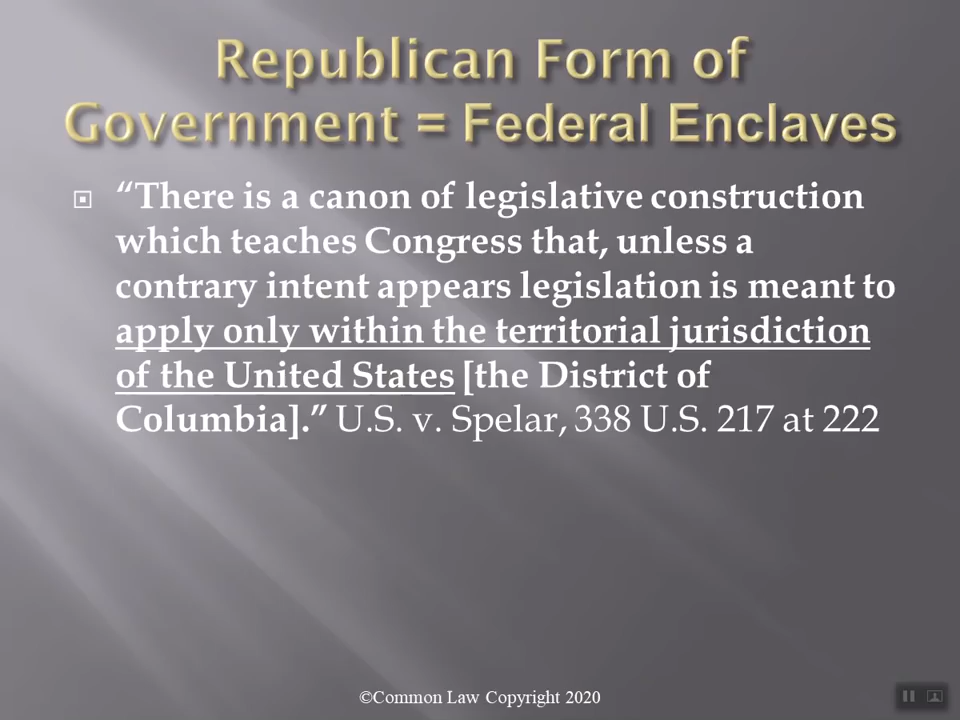 Republican Form of
Government = Federal Enclaves
“There is a canon of legislative construction
which teaches Congress that, unless a
contrary intent appears legislation is meant to
apply only within the territorial jurisdiction
of the United States [the District of
Columbia].” U.S. v. Spelar, 338 U.S. 217 at 222
©Common Law Copyright 2020